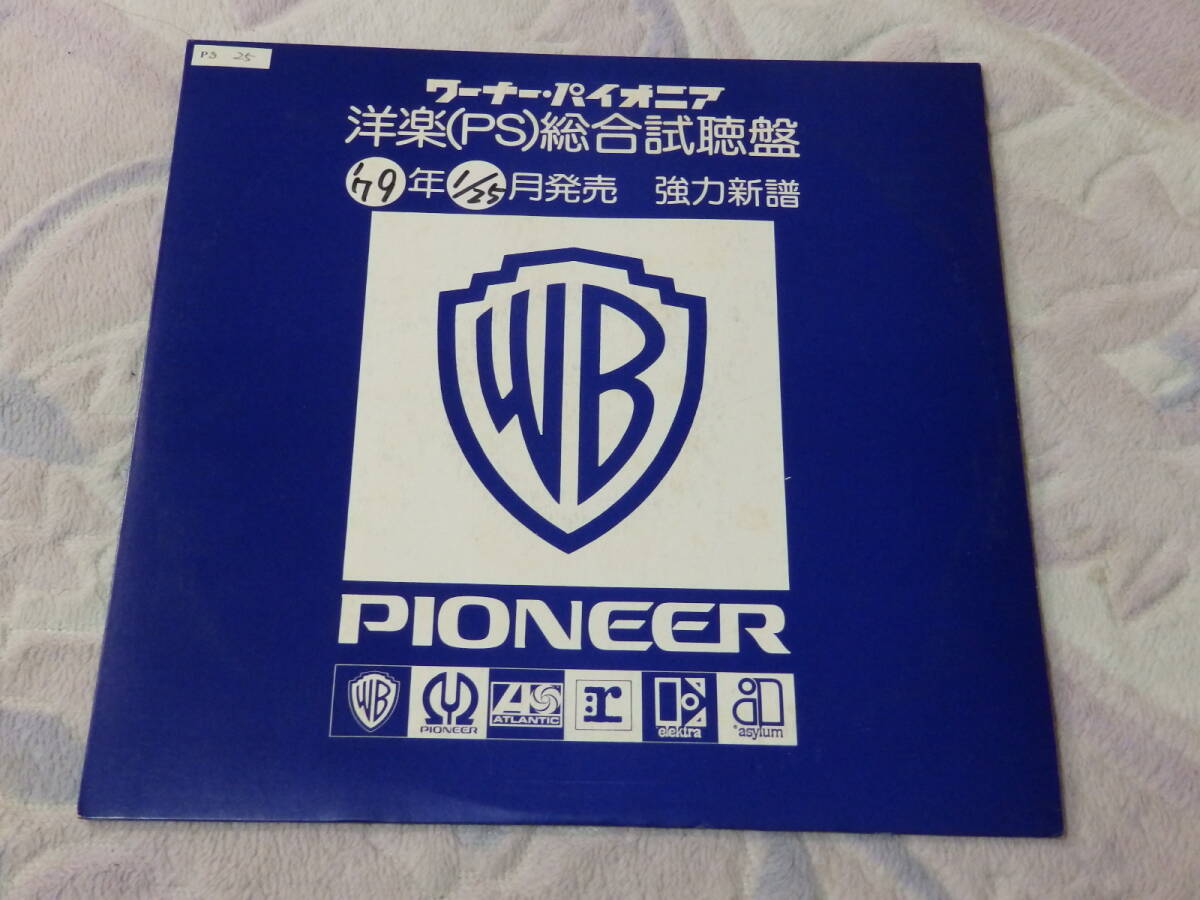 PS 25
ワーナー・パイオニア
洋楽(PS)総合試聴盤
'79年 1/25月発売 強力新譜
WB
PIONEER
WB PIONEER ATLANTIC r elektra asylum